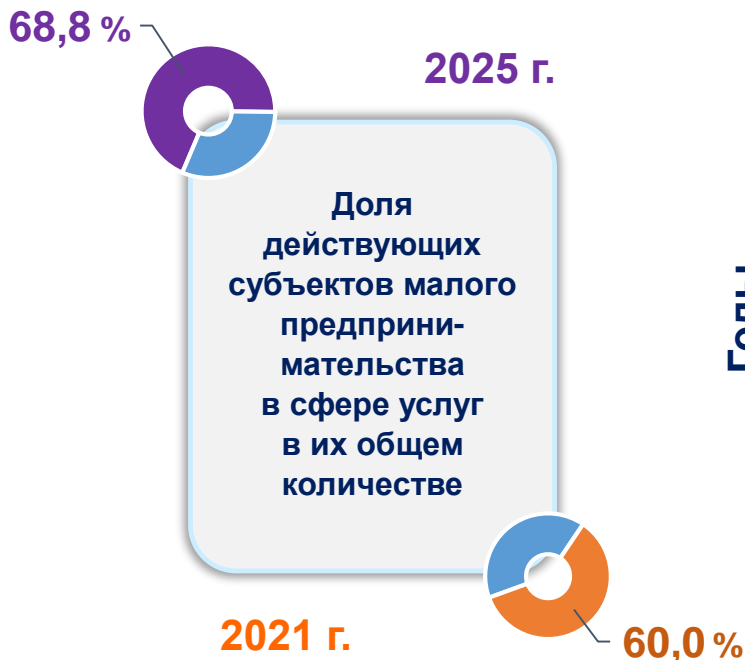 68,8 %
2025 г.
Доля
действующих
субъектов малого
предприни-
мательства
в сфере услуг
в их общем
количестве
2021 г.
60,0 %